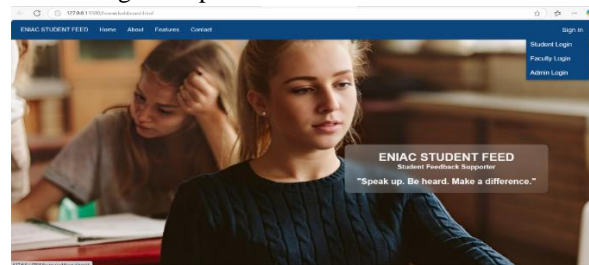 ENIAC STUDENT FEED Home About Features Contact Sign In
Student Login
Faculty Login
Admin Login
ENIAC STUDENT FEED
Student Feedback Supporter
"Speak up. Be heard. Make a difference."